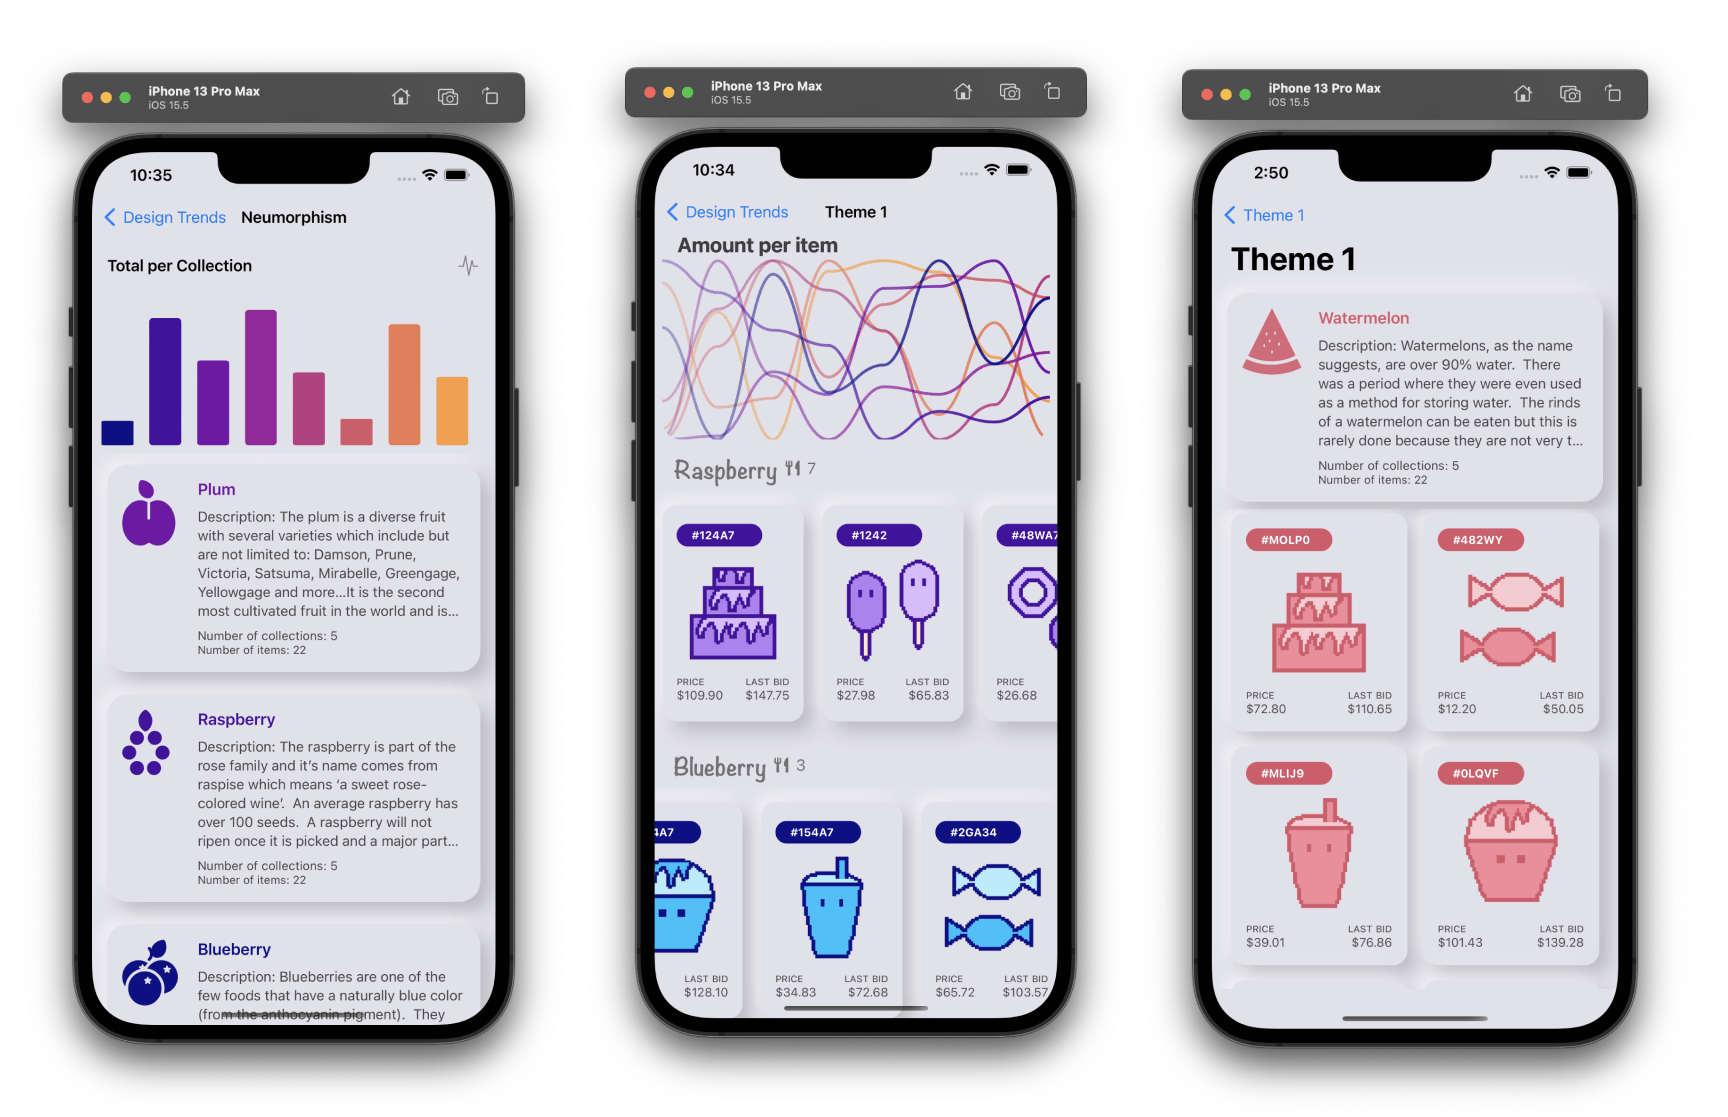 iPhone 13 Pro Max
iOS 15.5
10:35
Design Trends Neumorphism
Total per Collection
Plum
Description: The plum is a diverse fruit
with several varieties which include but
are not limited to: Damson, Prune,
Victoria, Satsuma, Mirabelle, Greengage,
Yellowgage and more...It is the second
most cultivated fruit in the world and is...
Number of collections: 5
Number of items: 22
Raspberry
Description: The raspberry is part of the
rose family and it's name comes from
raspise which means ‘a sweet rose-
colored wine’.  An average raspberry has
over 100 seeds.  A raspberry will not
ripen once it is picked and a major part...
Number of collections: 5
Number of items: 22
Blueberry
Description: Blueberries are one of the
few foods that have a naturally blue color
(from the anthocyanin pigment).  They
iPhone 13 Pro Max
iOS 15.5
10:34
Design Trends Theme 1
Amount per item
Raspberry 7
#124A7 #1242 #48WA7
PRICE LAST BID PRICE LAST BID PRICE
$109.90 $147.75 $27.98 $65.83 $26.68
Blueberry 3
4A7 #154A7 #2GA34
LAST BID PRICE LAST BID PRICE LAST BID
$128.10 $34.83 $72.68 $65.72 $103.57
iPhone 13 Pro Max
iOS 15.5
2:50
Theme 1
Theme 1
Watermelon
Description: Watermelons, as the name
suggests, are over 90% water.  There
was a period where they were even used
as a method for storing water.  The rinds
of a watermelon can be eaten but this is
rarely done because they are not very t...
Number of collections: 5
Number of items: 22
#MOLP0 #482WY
PRICE LAST BID PRICE LAST BID
$72.80 $110.65 $12.20 $50.05
#MLIJ9 #0LQVF
PRICE LAST BID PRICE LAST BID
$39.01 $76.86 $101.43 $139.28